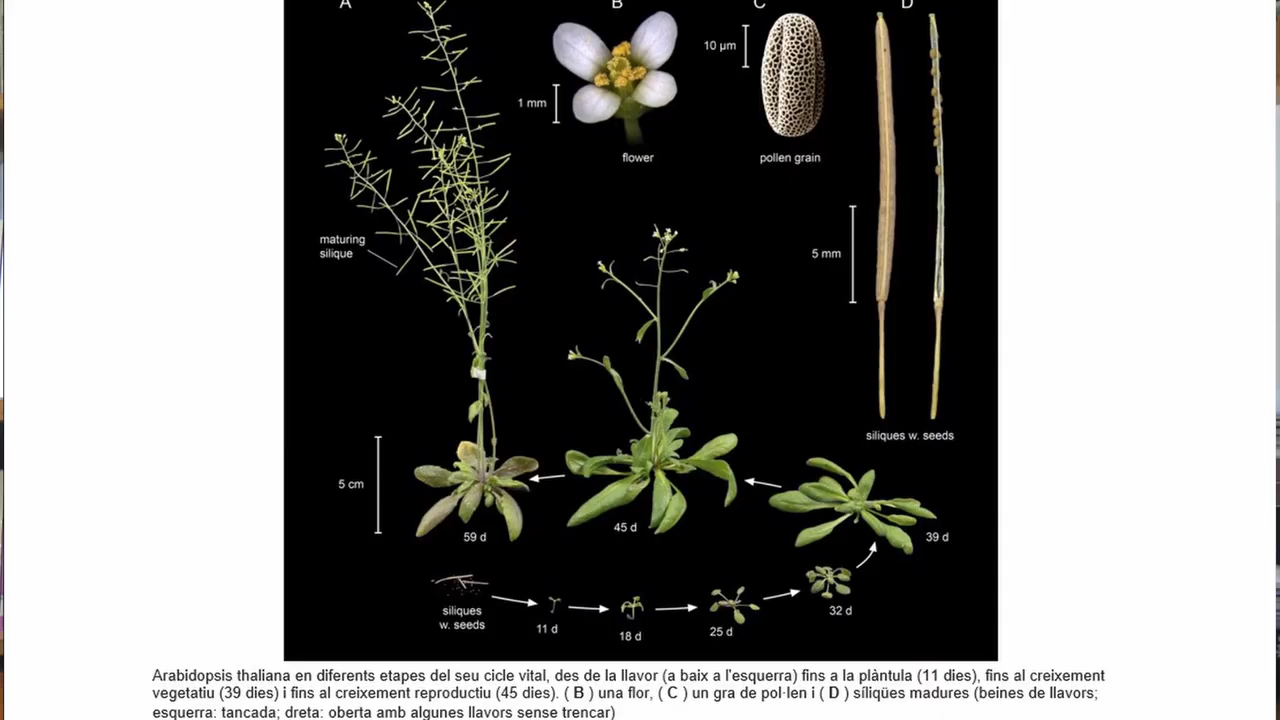 A B C D
10 µm
1 mm
flower
pollen grain
maturing
silique
5 mm
siliques w. seeds
5 cm
59 d
45 d
39 d
siliques
w. seeds
11 d
18 d
25 d
32 d
Arabidopsis thaliana en diferents etapes del seu cicle vital, des de la llavor (a baix a l'esquerra) fins a la plàntula (11 dies), fins al creixement
vegetatiu (39 dies) i fins al creixement reproductiu (45 dies). ( B ) una flor, ( C ) un gra de pol·len i ( D ) síliqües madures (beines de llavors;
esquerra: tancada; dreta: oberta amb algunes llavors sense trencar)